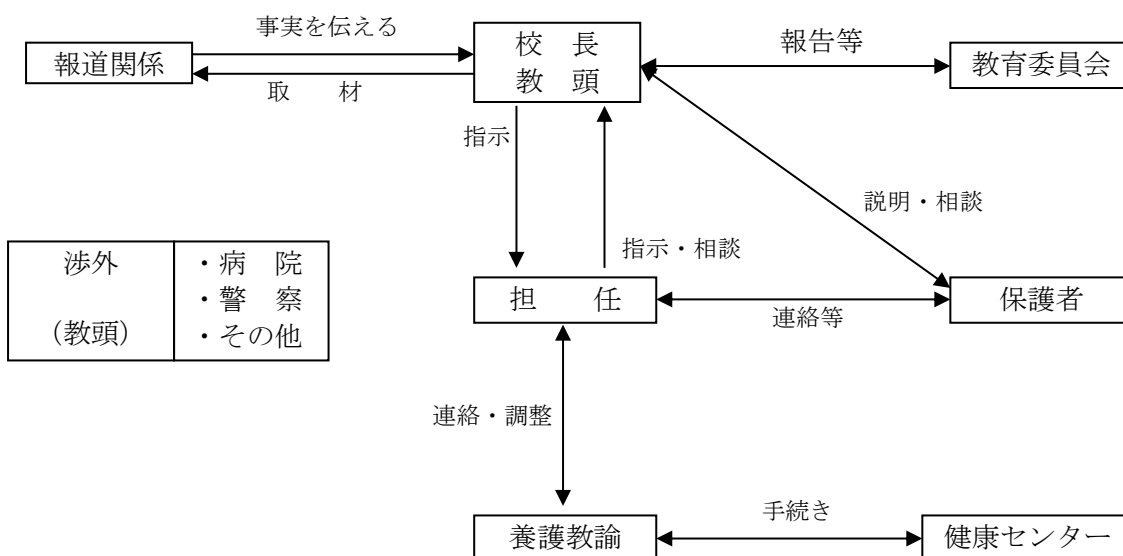 事実を伝える
報道関係
取　材
校　長
教　頭
報告等
教育委員会
指示
説明・相談
指示・相談
渉外
（教頭）
・病　院
・警　察
・その他
担　任
連絡等
保護者
連絡・調整
養護教諭
手続き
健康センター